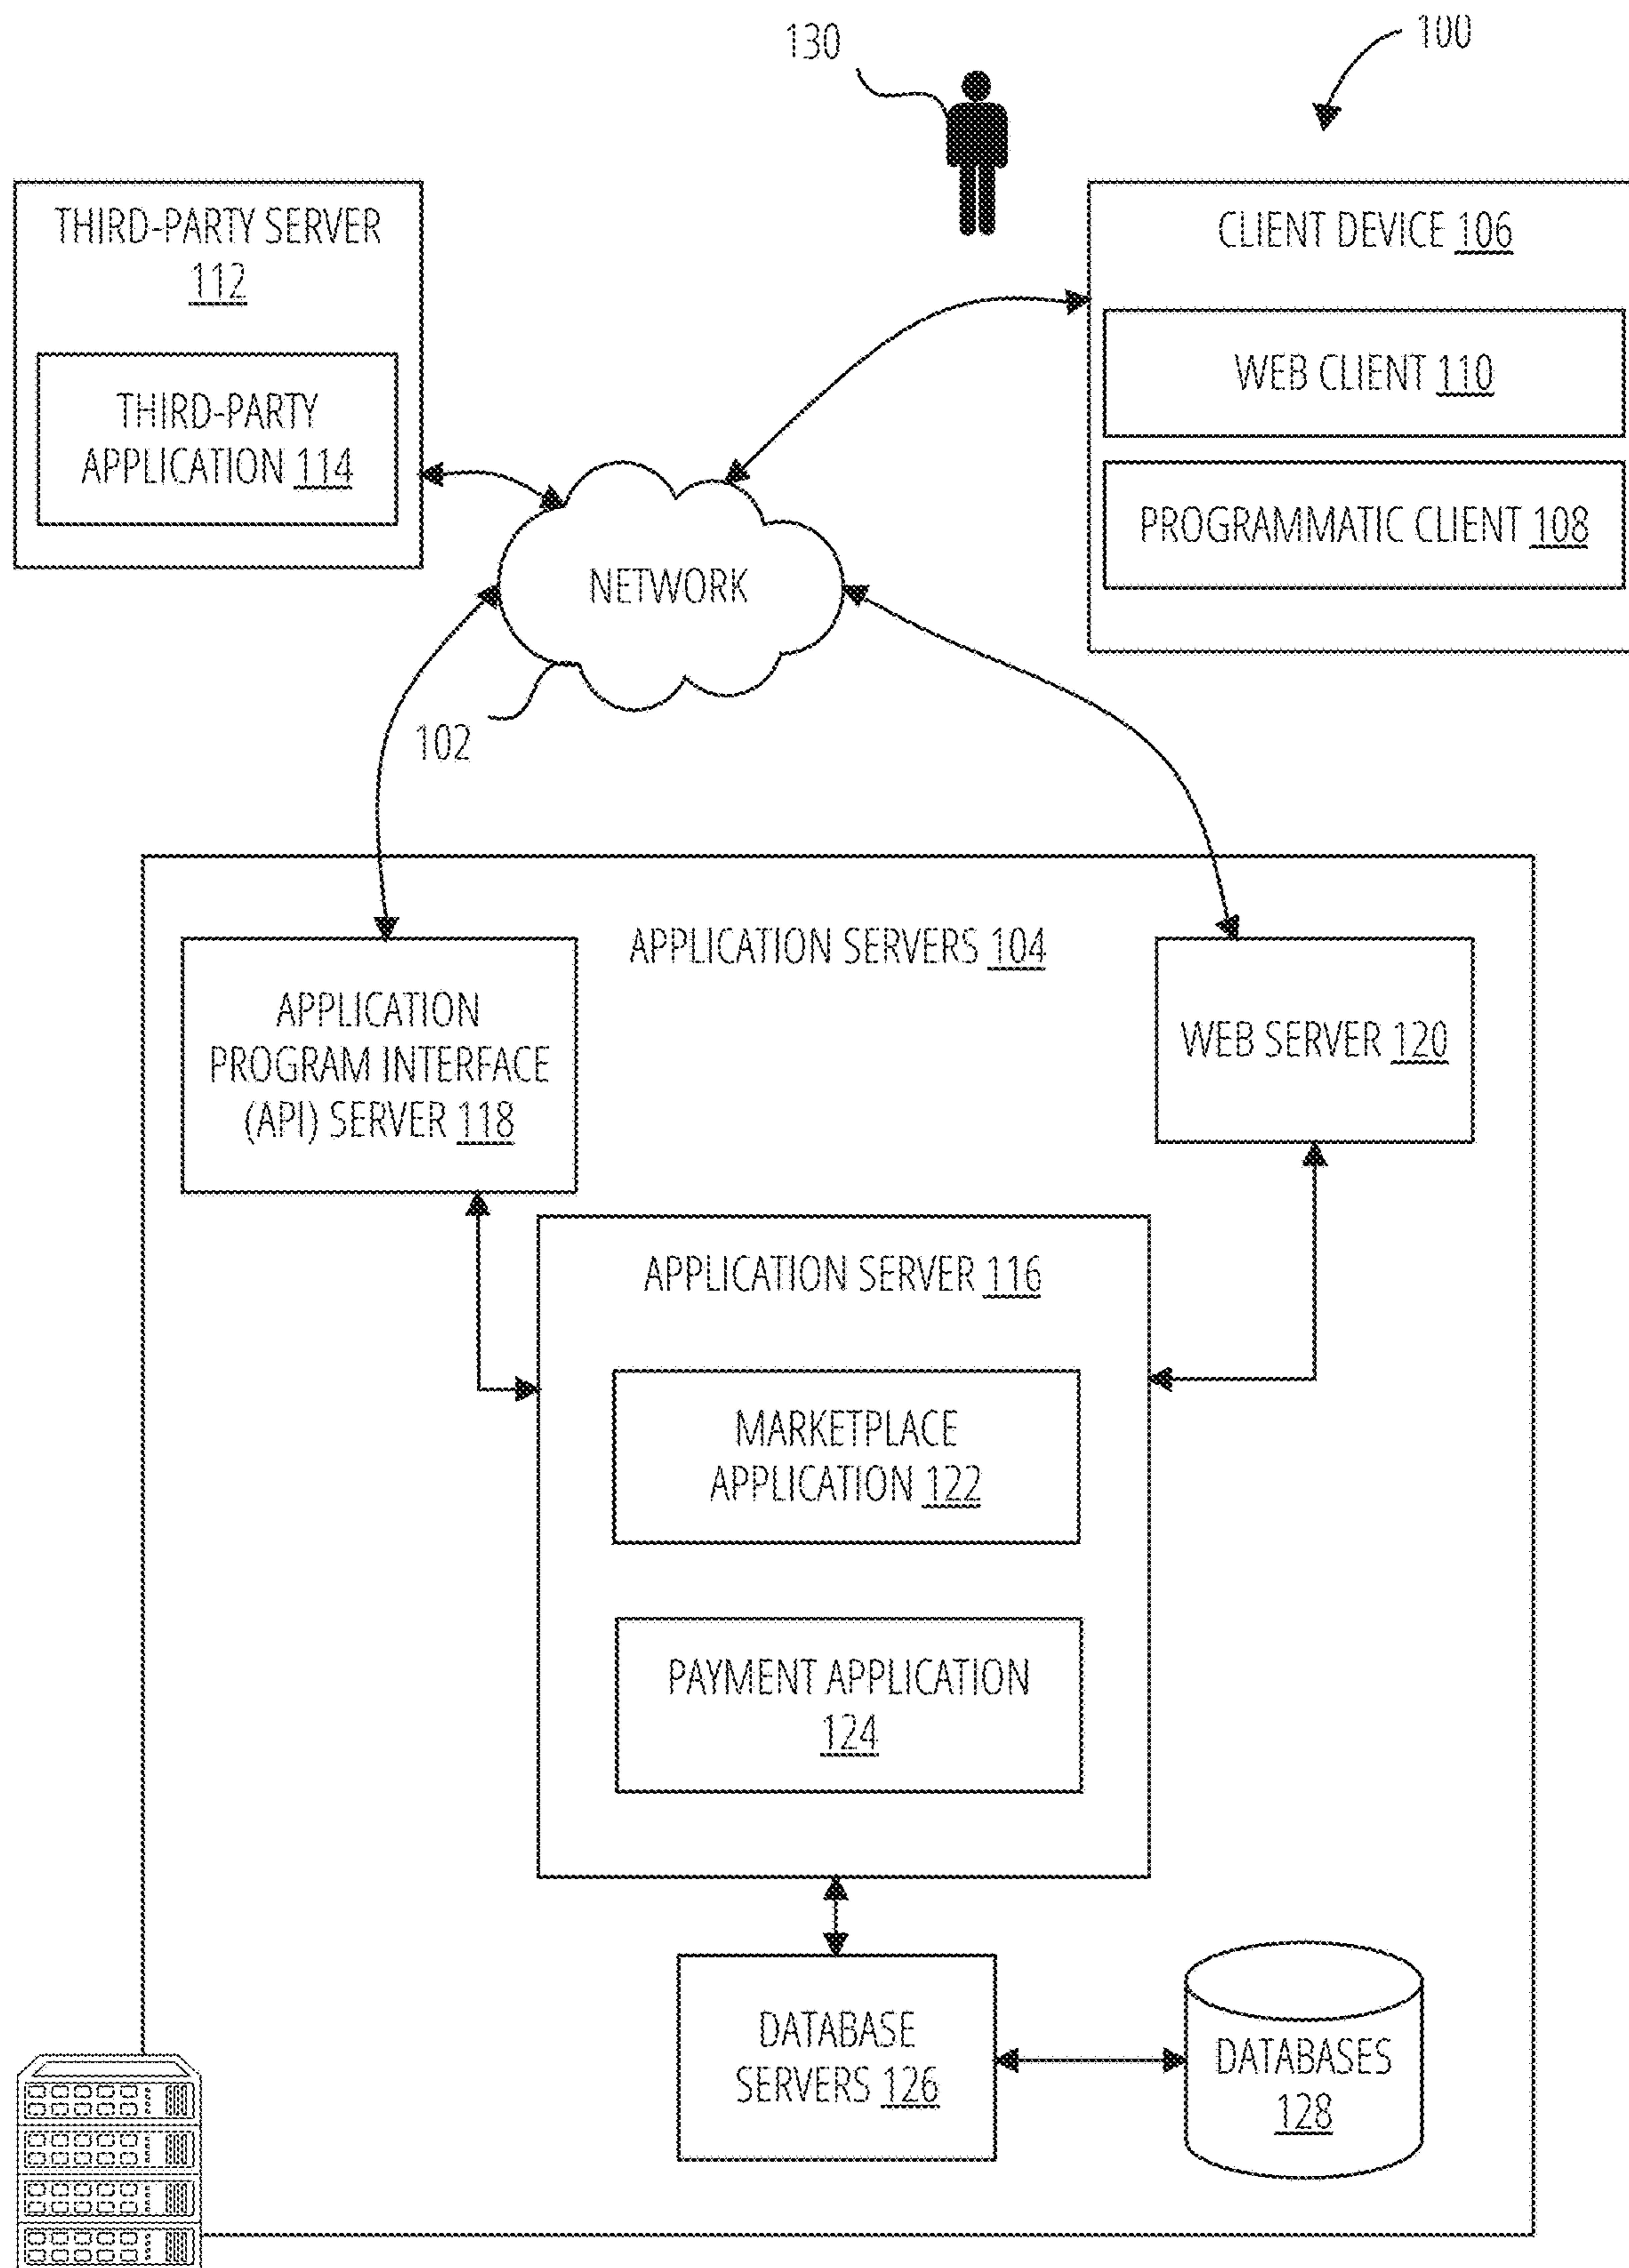 130
100
THIRD-PARTY SERVER
112
THIRD-PARTY
APPLICATION 114
CLIENT DEVICE 106
WEB CLIENT 110
PROGRAMMATIC CLIENT 108
NETWORK
102
APPLICATION SERVERS 104
APPLICATION
PROGRAM INTERFACE
(API) SERVER 118
WEB SERVER 120
APPLICATION SERVER 116
MARKETPLACE
APPLICATION 122
PAYMENT APPLICATION
124
DATABASE
SERVERS 126
DATABASES
128